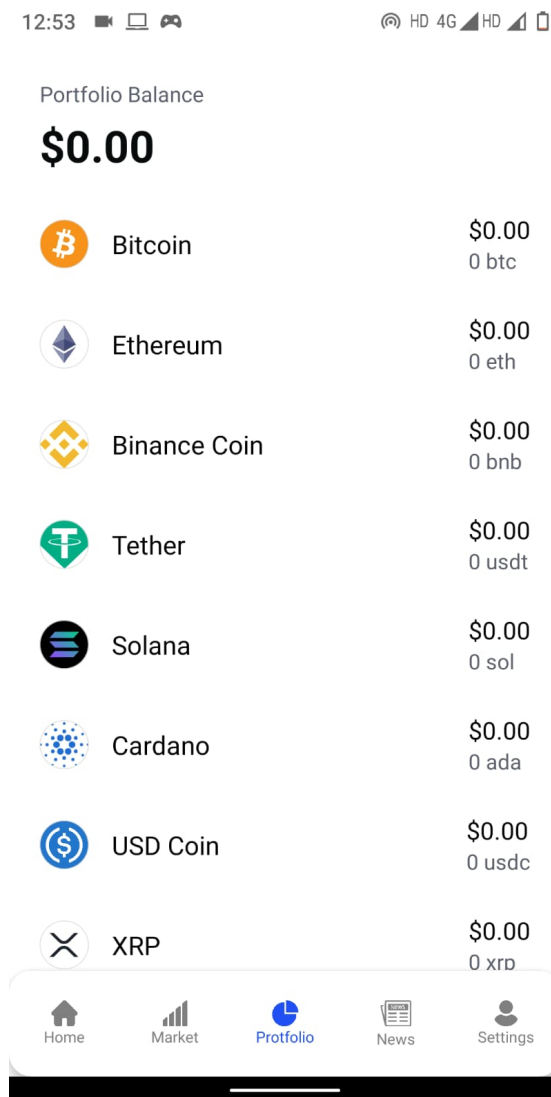 12:53 HD 4G HD
Portfolio Balance
$0.00
Bitcoin $0.00
0 btc
Ethereum $0.00
0 eth
Binance Coin $0.00
0 bnb
Tether $0.00
0 usdt
Solana $0.00
0 sol
Cardano $0.00
0 ada
USD Coin $0.00
0 usdc
XRP $0.00
0 xrp
Home Market Protfolio News Settings